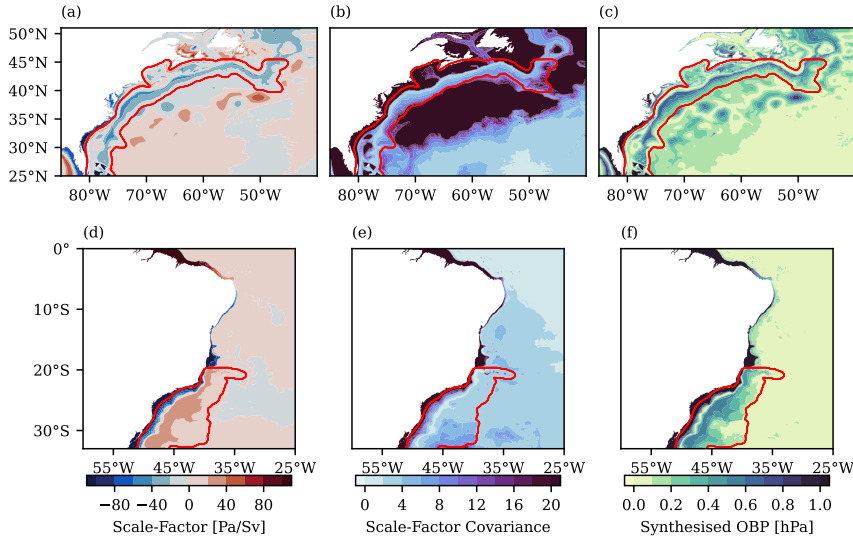 (a) (b) (c)
50°N
45°N
40°N
35°N
30°N
25°N
80°W 70°W 60°W 50°W 80°W 70°W 60°W 50°W 80°W 70°W 60°W 50°W
(d) (e) (f)
0°
10°S
20°S
30°S
55°W 45°W 35°W 25°W 55°W 45°W 35°W 25°W 55°W 45°W 35°W 25°W
−80 −40 0 40 80 0 4 8 12 16 20 0.0 0.2 0.4 0.6 0.8 1.0
Scale-Factor [Pa/Sv] Scale-Factor Covariance Synthesised OBP [hPa]